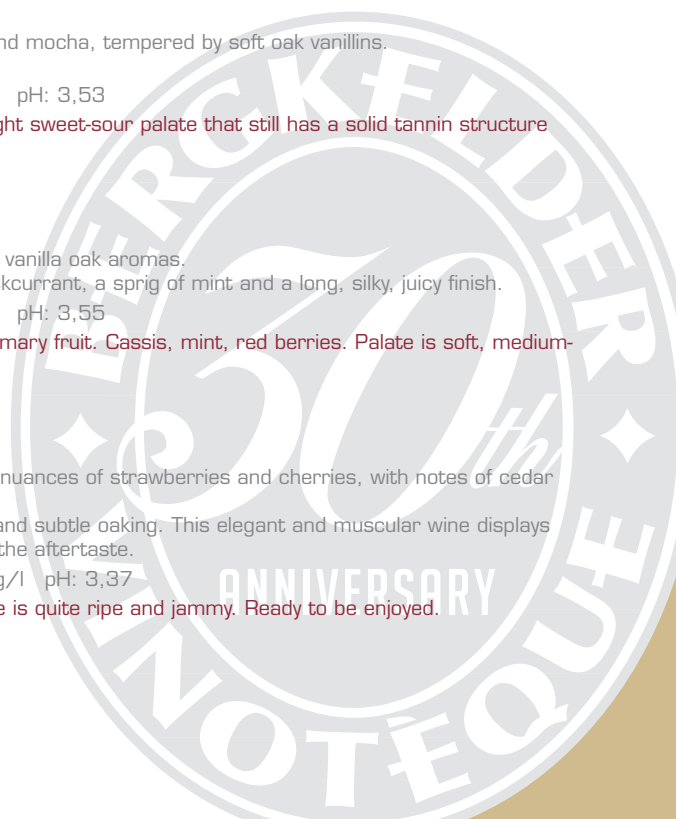 nd mocha, tempered by soft oak vanillins.
pH: 3,53
ght sweet-sour palate that still has a solid tannin structure
vanilla oak aromas.
kcurrant, a sprig of mint and a long, silky, juicy finish.
pH: 3,55
mary fruit. Cassis, mint, red berries. Palate is soft, medium-
nuances of strawberries and cherries, with notes of cedar
and subtle oaking. This elegant and muscular wine displays
the aftertaste.
g/l pH: 3,37
e is quite ripe and jammy. Ready to be enjoyed.
BERGKELDER
30th
ANNIVERSARY
VINOTÈQUE